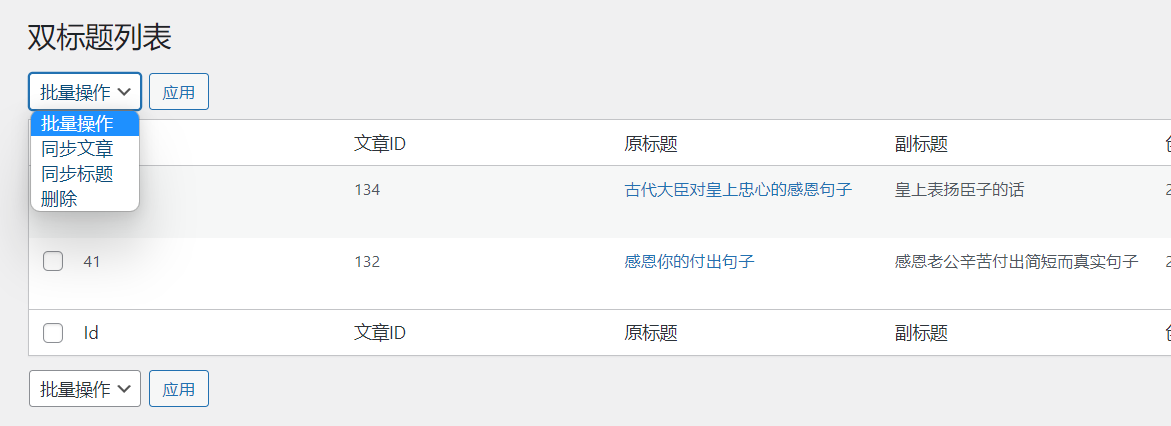 双标题列表
批量操作 应用
批量操作
同步文章
同步标题
删除
文章ID 原标题 副标题
134 古代大臣对皇上忠心的感恩句子 皇上表扬臣子的话
41 132 感恩你的付出句子 感恩老公辛苦付出简短而真实句子
Id 文章ID 原标题 副标题
批量操作 应用